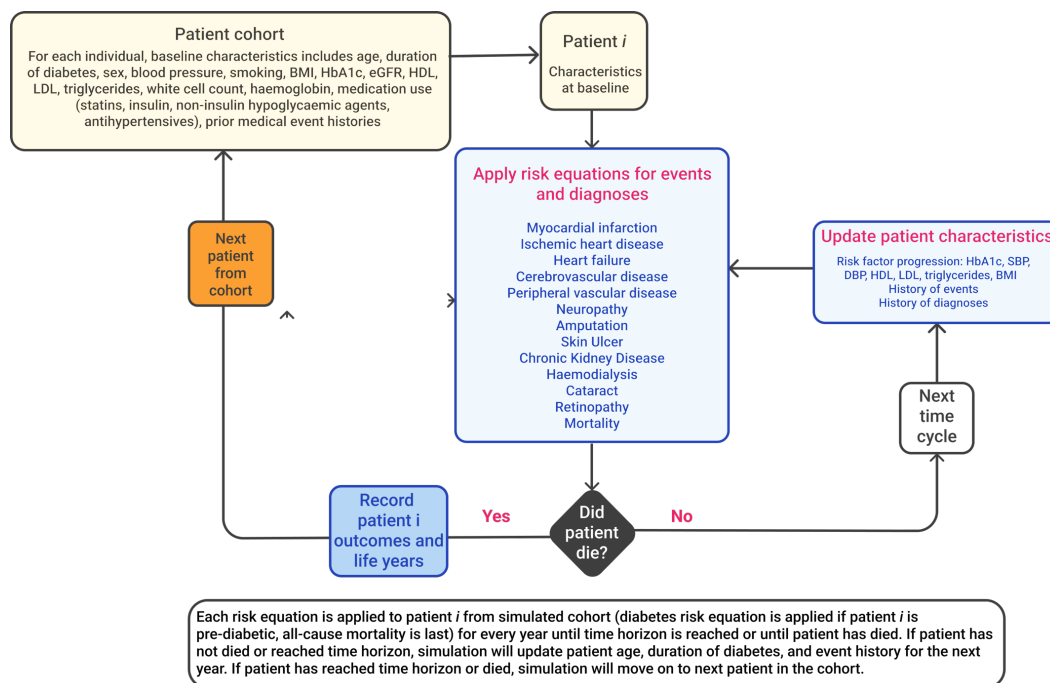 Patient cohort
For each individual, baseline characteristics includes age, duration
of diabetes, sex, blood pressure, smoking, BMI, HbA1c, eGFR, HDL,
LDL, triglycerides, white cell count, haemoglobin, medication use
(statins, insulin, non-insulin hypoglycaemic agents,
antihypertensives), prior medical event histories
Patient i
Characteristics
at baseline
Apply risk equations for events
and diagnoses
Myocardial infarction
Ischemic heart disease
Heart failure
Cerebrovascular disease
Peripheral vascular disease
Neuropathy
Amputation
Skin Ulcer
Chronic Kidney Disease
Haemodialysis
Cataract
Retinopathy
Mortality
Update patient characteristics
Risk factor progression: HbA1c, SBP,
DBP, HDL, LDL, triglycerides, BMI
History of events
History of diagnoses
Next
patient
from
cohort
Next
time
cycle
Record
patient i
outcomes and
life years
Yes
Did
patient
die?
No
Each risk equation is applied to patient i from simulated cohort (diabetes risk equation is applied if patient i is
pre-diabetic, all-cause mortality is last) for every year until time horizon is reached or until patient has died. If patient has
not died or reached time horizon, simulation will update patient age, duration of diabetes, and event history for the next
year. If patient has reached time horizon or died, simulation will move on to next patient in the cohort.